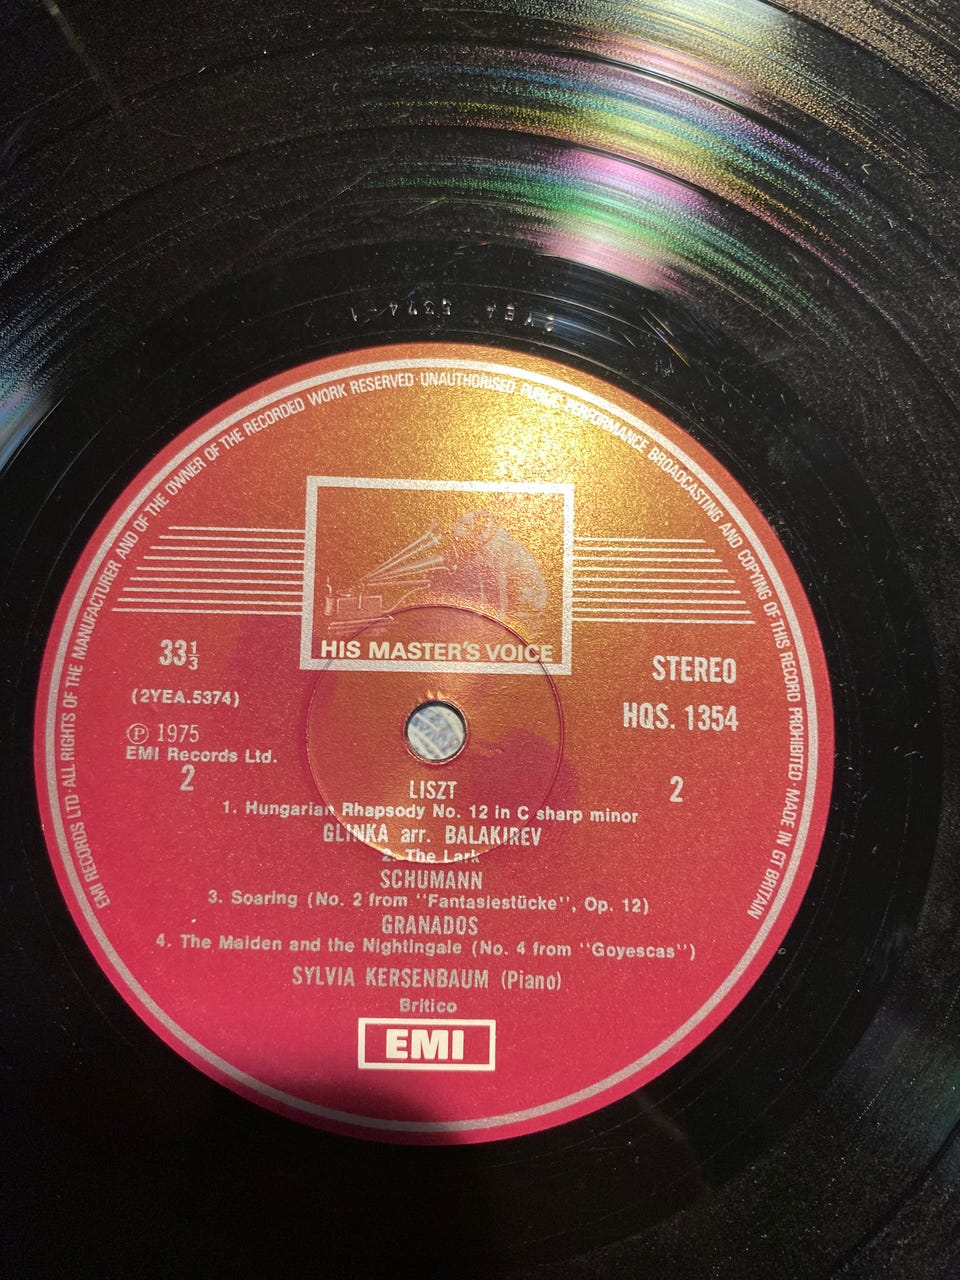 2YEA 5374-1
EMI RECORDS LTD · ALL RIGHTS OF THE MANUFACTURER AND OF THE OWNER OF THE RECORDED WORK RESERVED · UNAUTHORISED PUBLIC PERFORMANCE BROADCASTING AND COPYING OF THIS RECORD PROHIBITED · MADE IN GT BRITAIN
HIS MASTER'S VOICE
33⅓
STEREO
(2YEA.5374)
HQS. 1354
Ⓟ 1975
EMI Records Ltd.
2
2
LISZT
1. Hungarian Rhapsody No. 12 in C sharp minor
GLINKA arr. BALAKIREV
2. The Lark
SCHUMANN
3. Soaring (No. 2 from "Fantasiestücke", Op. 12)
GRANADOS
4. The Maiden and the Nightingale (No. 4 from "Goyescas")
SYLVIA KERSENBAUM (Piano)
Britico
EMI